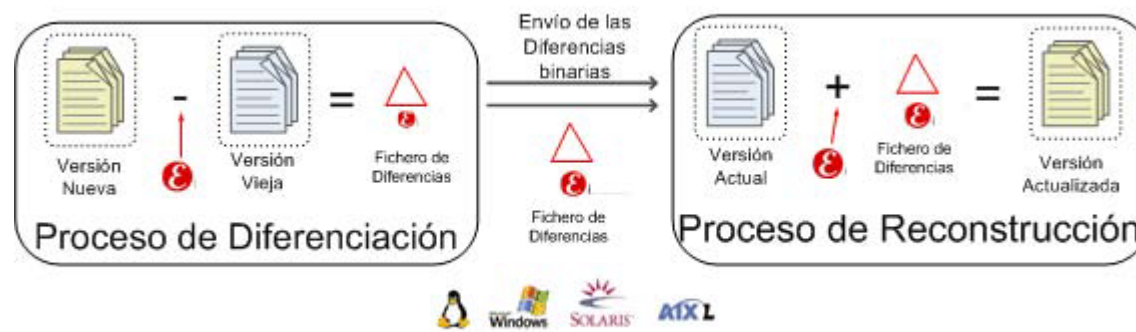 Versión
Nueva
-
Versión
Vieja
=
Fichero de
Diferencias
Proceso de Diferenciación
Envío de las
Diferencias
binarias
Fichero de
Diferencias
Versión
Actual
+
Fichero de
Diferencias
=
Versión
Actualizada
Proceso de Reconstrucción
Microsoft
Windows
SOLARIS
AIX L